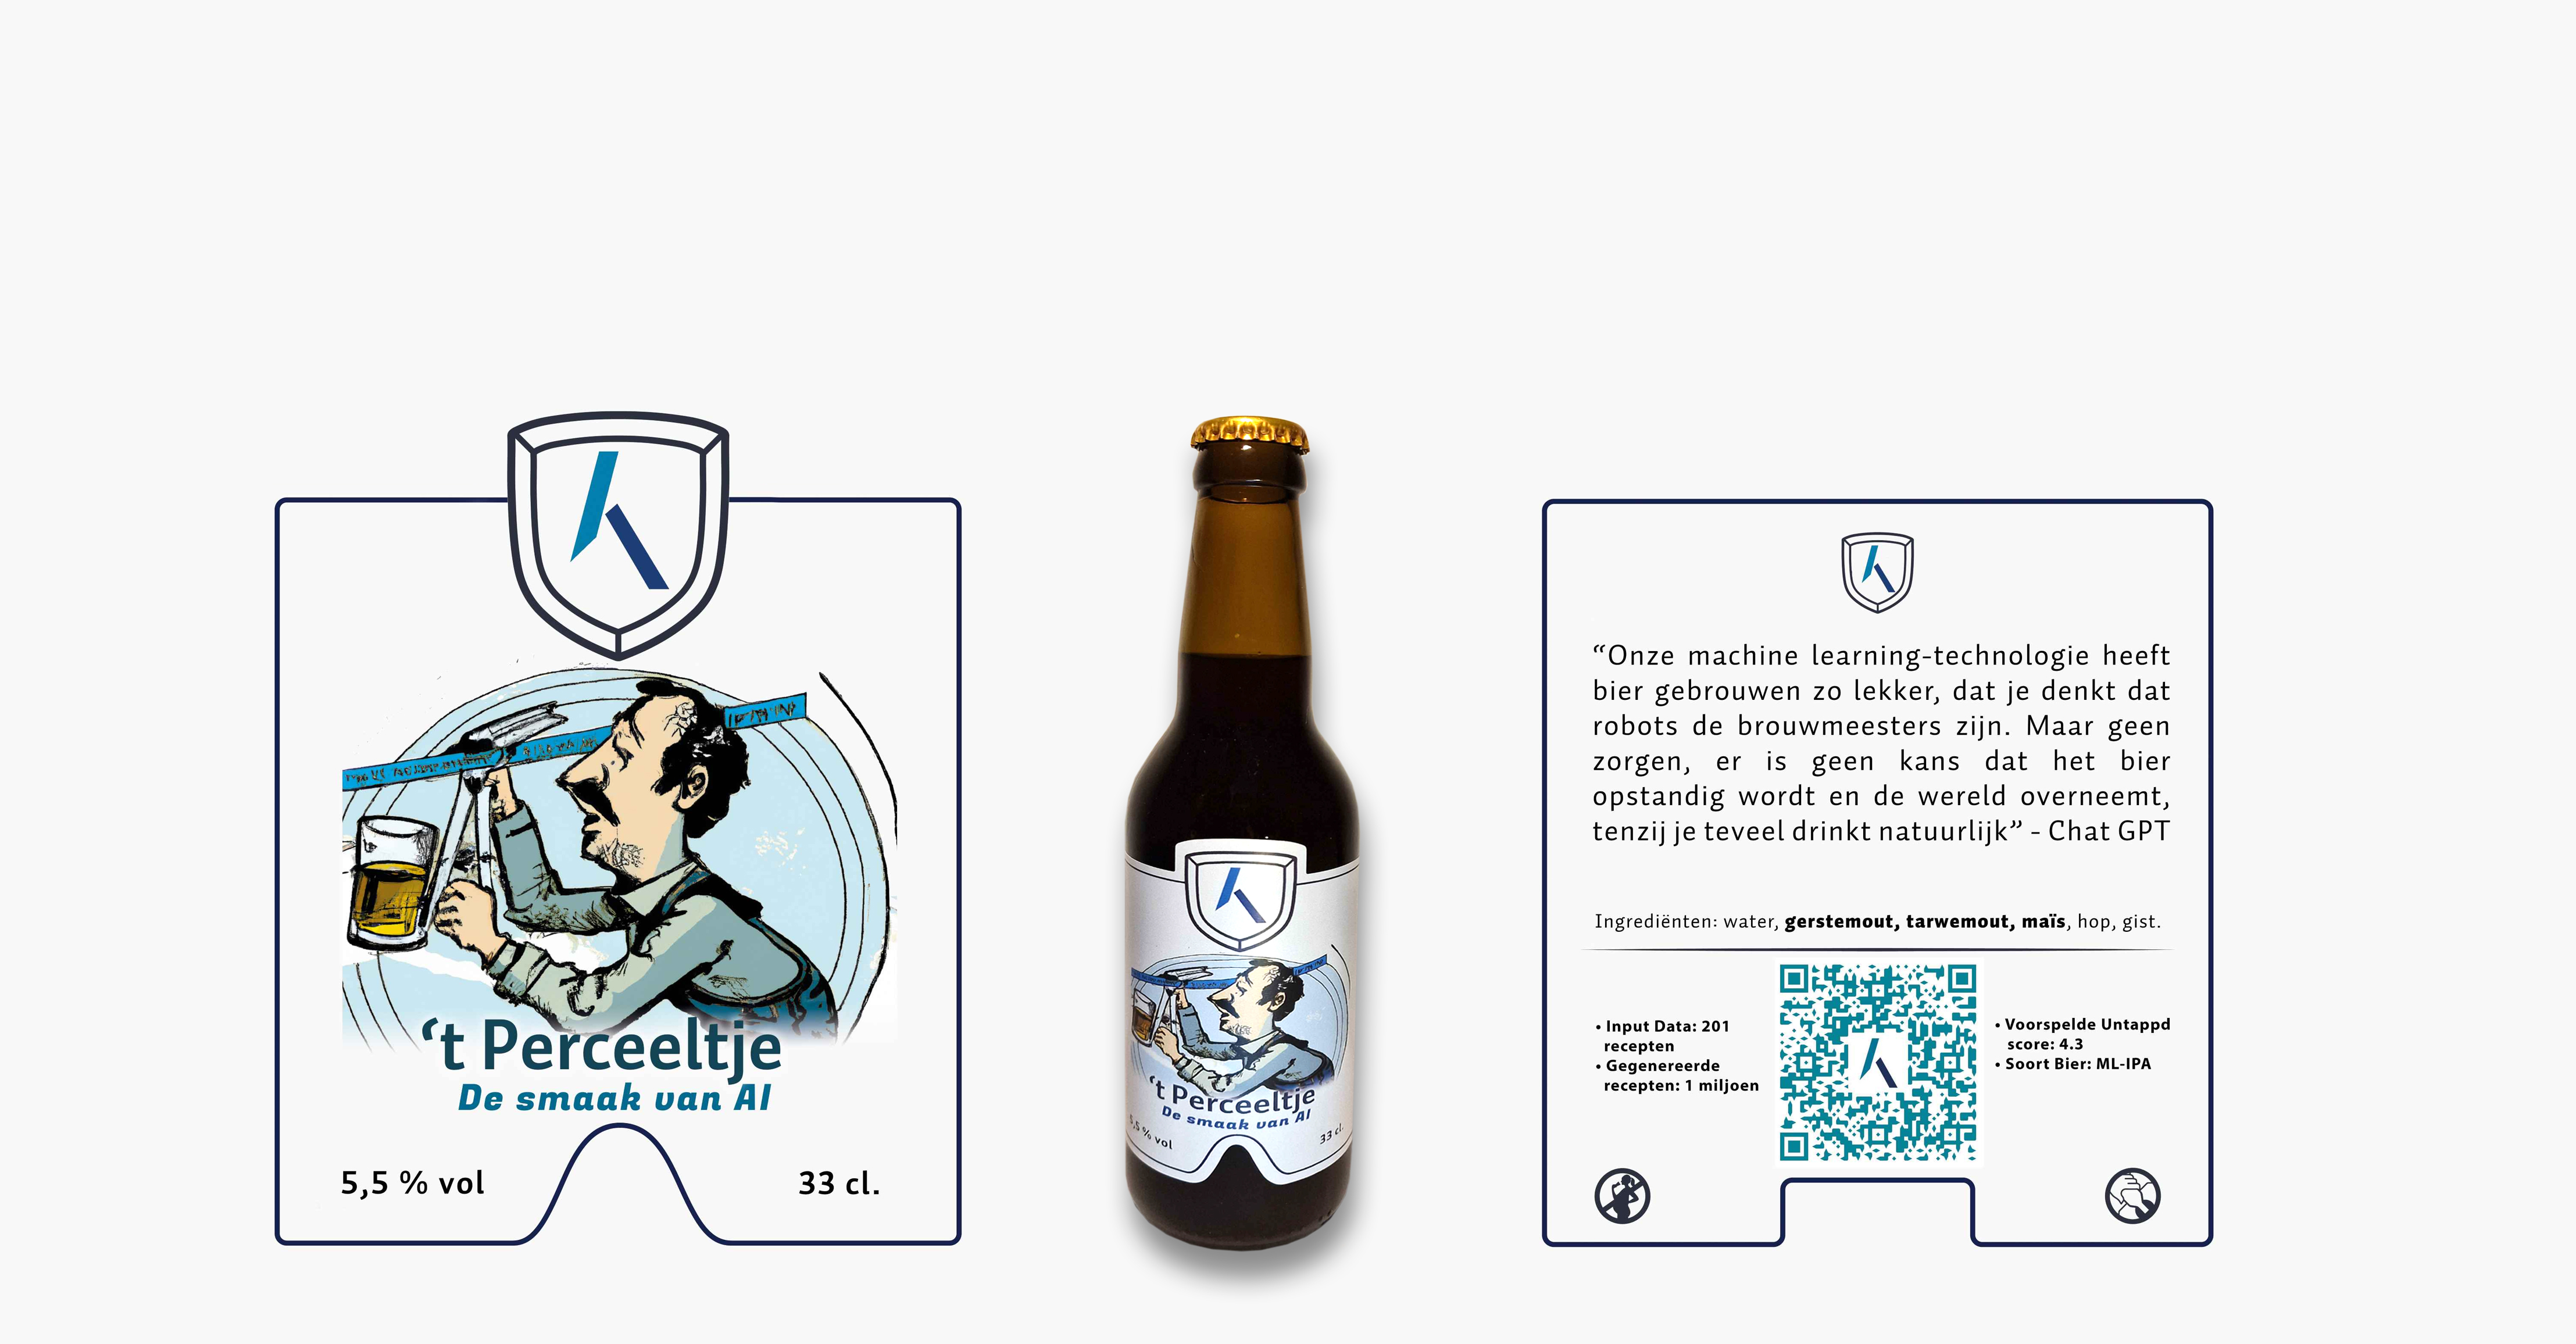 ‘t Perceeltje
De smaak van AI
5,5 % vol
33 cl.
‘t Perceeltje
De smaak van AI
5,5 % vol
33 cl.
“Onze machine learning-technologie heeft
bier gebrouwen zo lekker, dat je denkt dat
robots de brouwmeesters zijn. Maar geen
zorgen, er is geen kans dat het bier
opstandig wordt en de wereld overneemt,
tenzij je teveel drinkt natuurlijk” - Chat GPT
Ingrediënten: water, gerstemout, tarwemout, maïs, hop, gist.
• Input Data: 201
recepten
• Gegenereerde
recepten: 1 miljoen
• Voorspelde Untappd
score: 4.3
• Soort Bier: ML-IPA